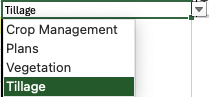 Tillage
Crop Management
Plans
Vegetation
Tillage